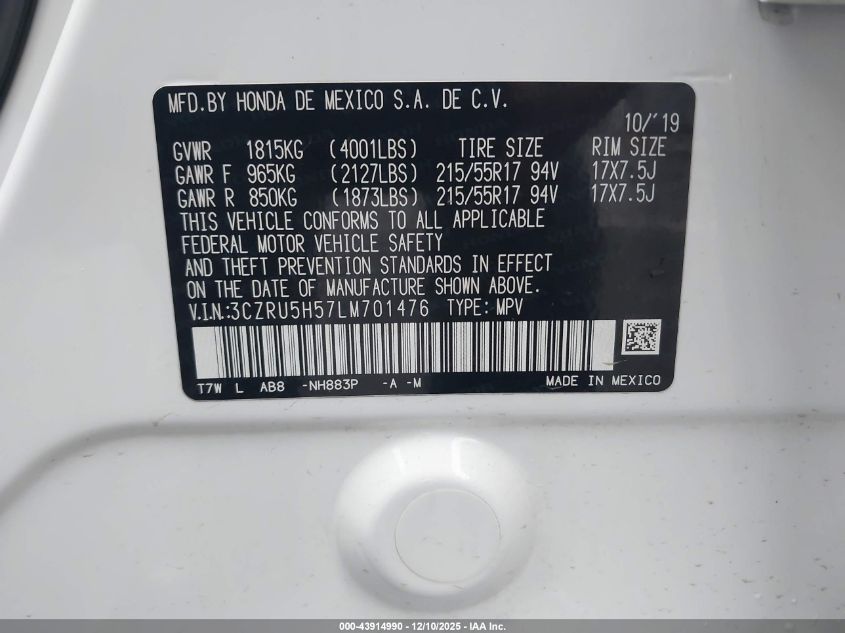 MFD.BY HONDA DE MEXICO S.A. DE C.V.
10/'19
GVWR 1815KG (4001LBS) TIRE SIZE RIM SIZE
GAWR F 965KG (2127LBS) 215/55R17 94V 17X7.5J
GAWR R 850KG (1873LBS) 215/55R17 94V 17X7.5J
THIS VEHICLE CONFORMS TO ALL APPLICABLE
FEDERAL MOTOR VEHICLE SAFETY
AND THEFT PREVENTION STANDARDS IN EFFECT
ON THE DATE OF MANUFACTURE SHOWN ABOVE.
V.I.N.:3CZRU5H57LM701476 TYPE: MPV
T7W L AB8 -NH883P -A -M MADE IN MEXICO
000-43914990 - 12/10/2025 - IAA Inc.